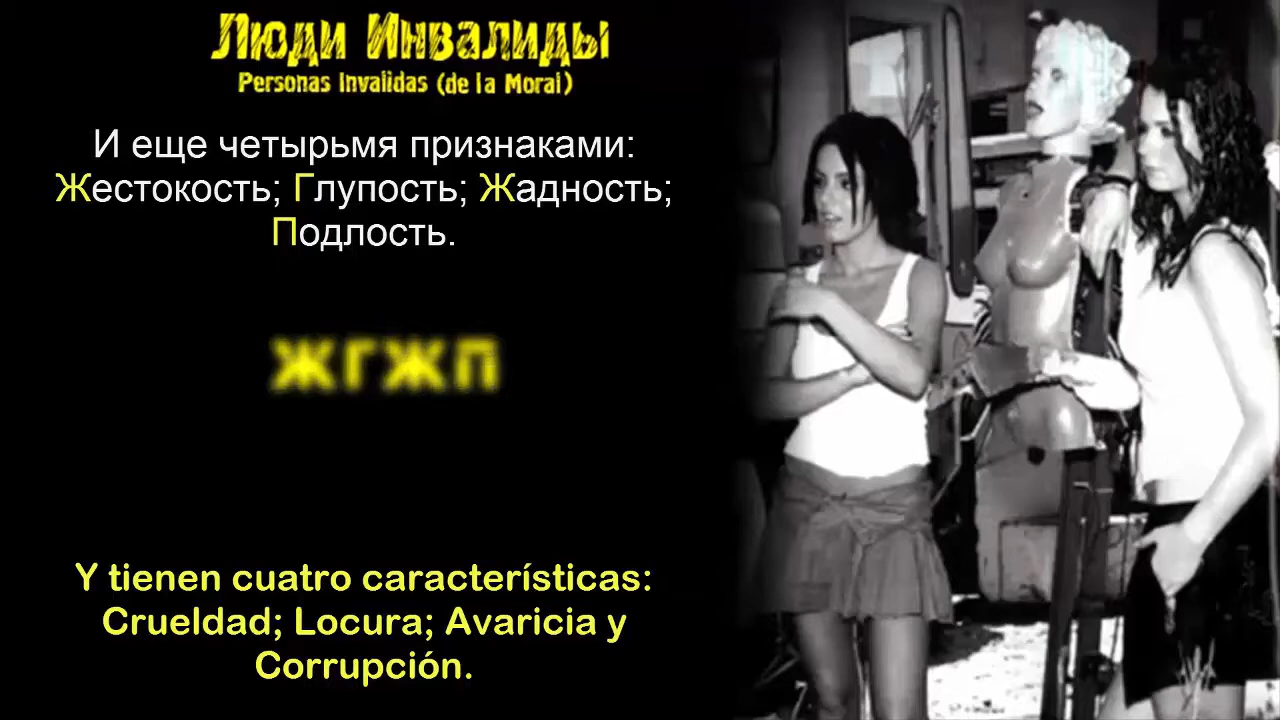 Люди Инвалиды
Personas Invalidas (de la Moral)
И еще четырьмя признаками:
Жестокость; Глупость; Жадность;
Подлость.
ЖГЖП
Y tienen cuatro características:
Crueldad; Locura; Avaricia y
Corrupción.